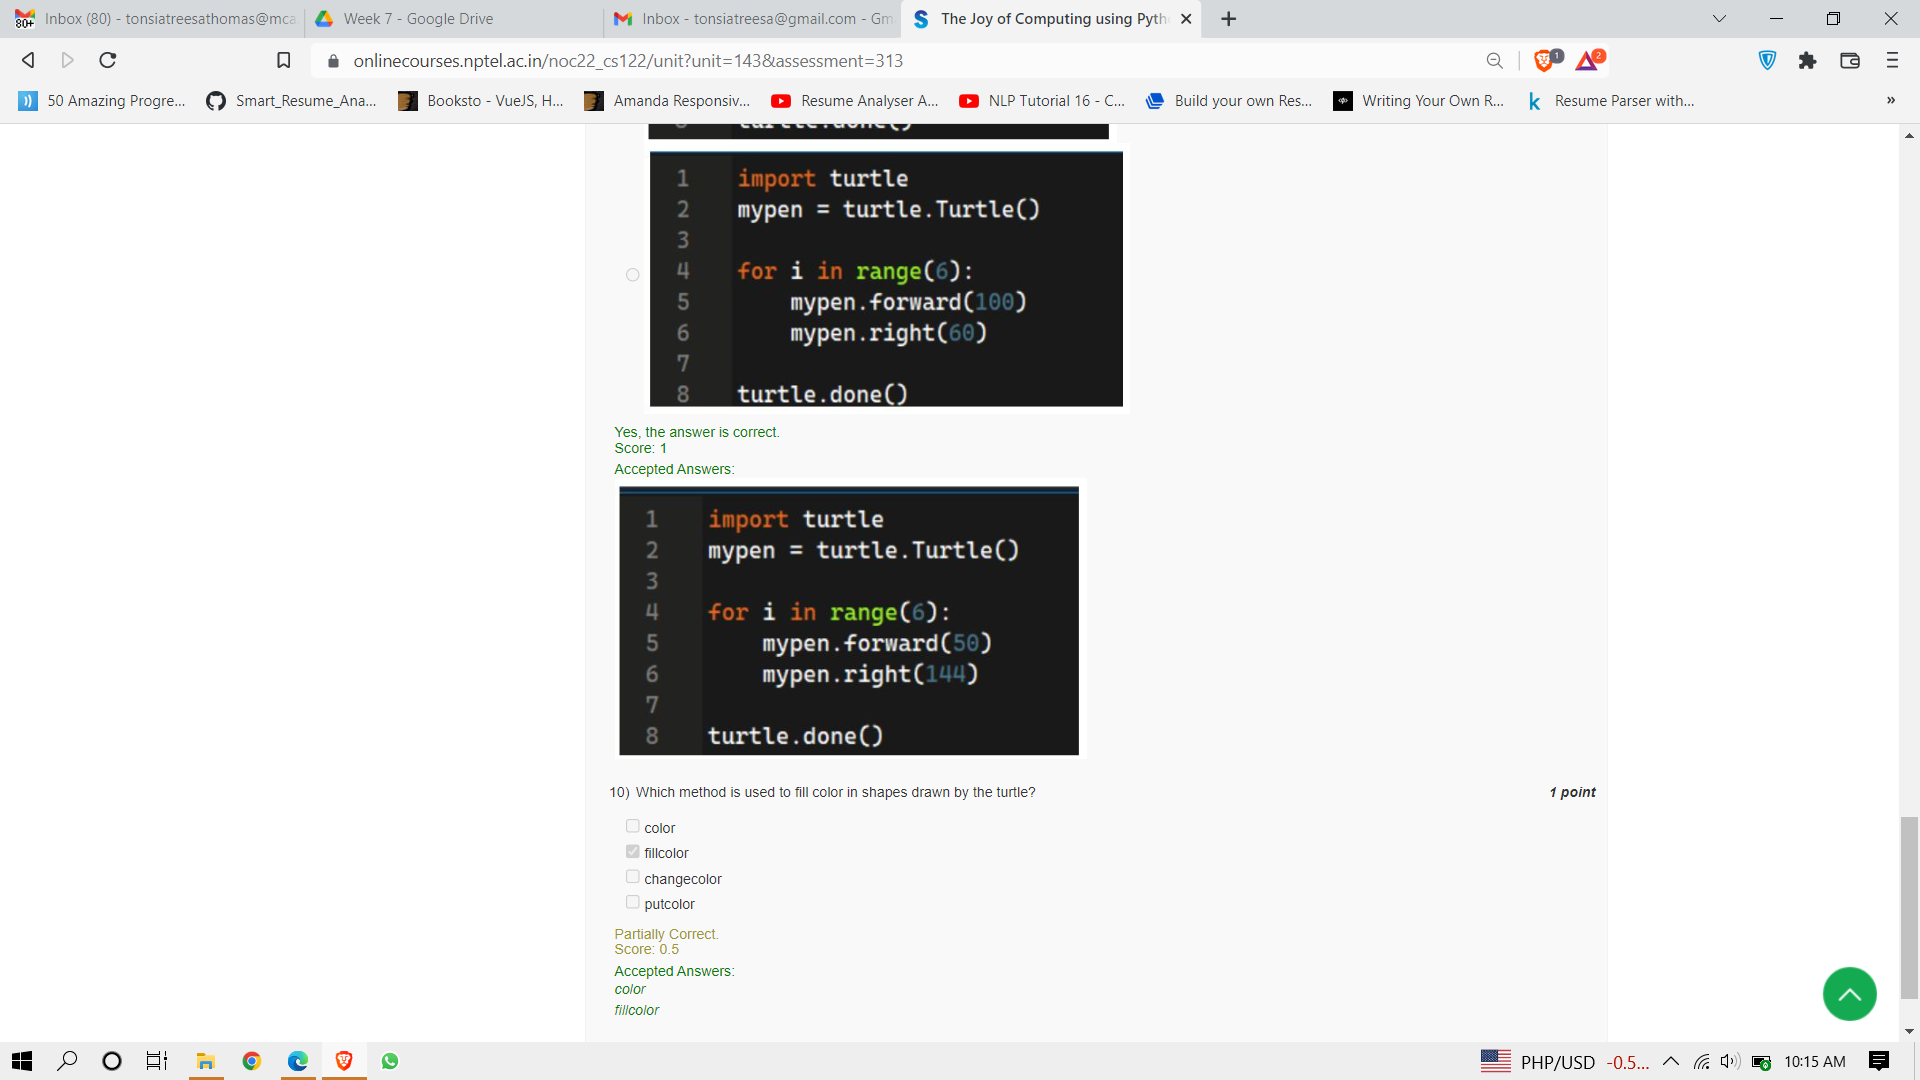 80+
Inbox (80) - tonsiatreesathomas@mca
Week 7 - Google Drive
Inbox - tonsiatreesa@gmail.com - Gm
The Joy of Computing using Pyth
onlinecourses.nptel.ac.in/noc22_cs122/unit?unit=143&assessment=313
1
2
50 Amazing Progre...
Smart_Resume_Ana...
Booksto - VueJS, H...
Amanda Responsiv...
Resume Analyser A...
NLP Tutorial 16 - C...
Build your own Res...
Writing Your Own R...
Resume Parser with...
»
turtle.done()
1 import turtle
2 mypen = turtle.Turtle()
3
4 for i in range(6):
5 mypen.forward(100)
6 mypen.right(60)
7
8 turtle.done()
Yes, the answer is correct.
Score: 1
Accepted Answers:
1 import turtle
2 mypen = turtle.Turtle()
3
4 for i in range(6):
5 mypen.forward(50)
6 mypen.right(144)
7
8 turtle.done()
10) Which method is used to fill color in shapes drawn by the turtle?
1 point
color
fillcolor
changecolor
putcolor
Partially Correct.
Score: 0.5
Accepted Answers:
color
fillcolor
PHP/USD -0.5...
10:15 AM